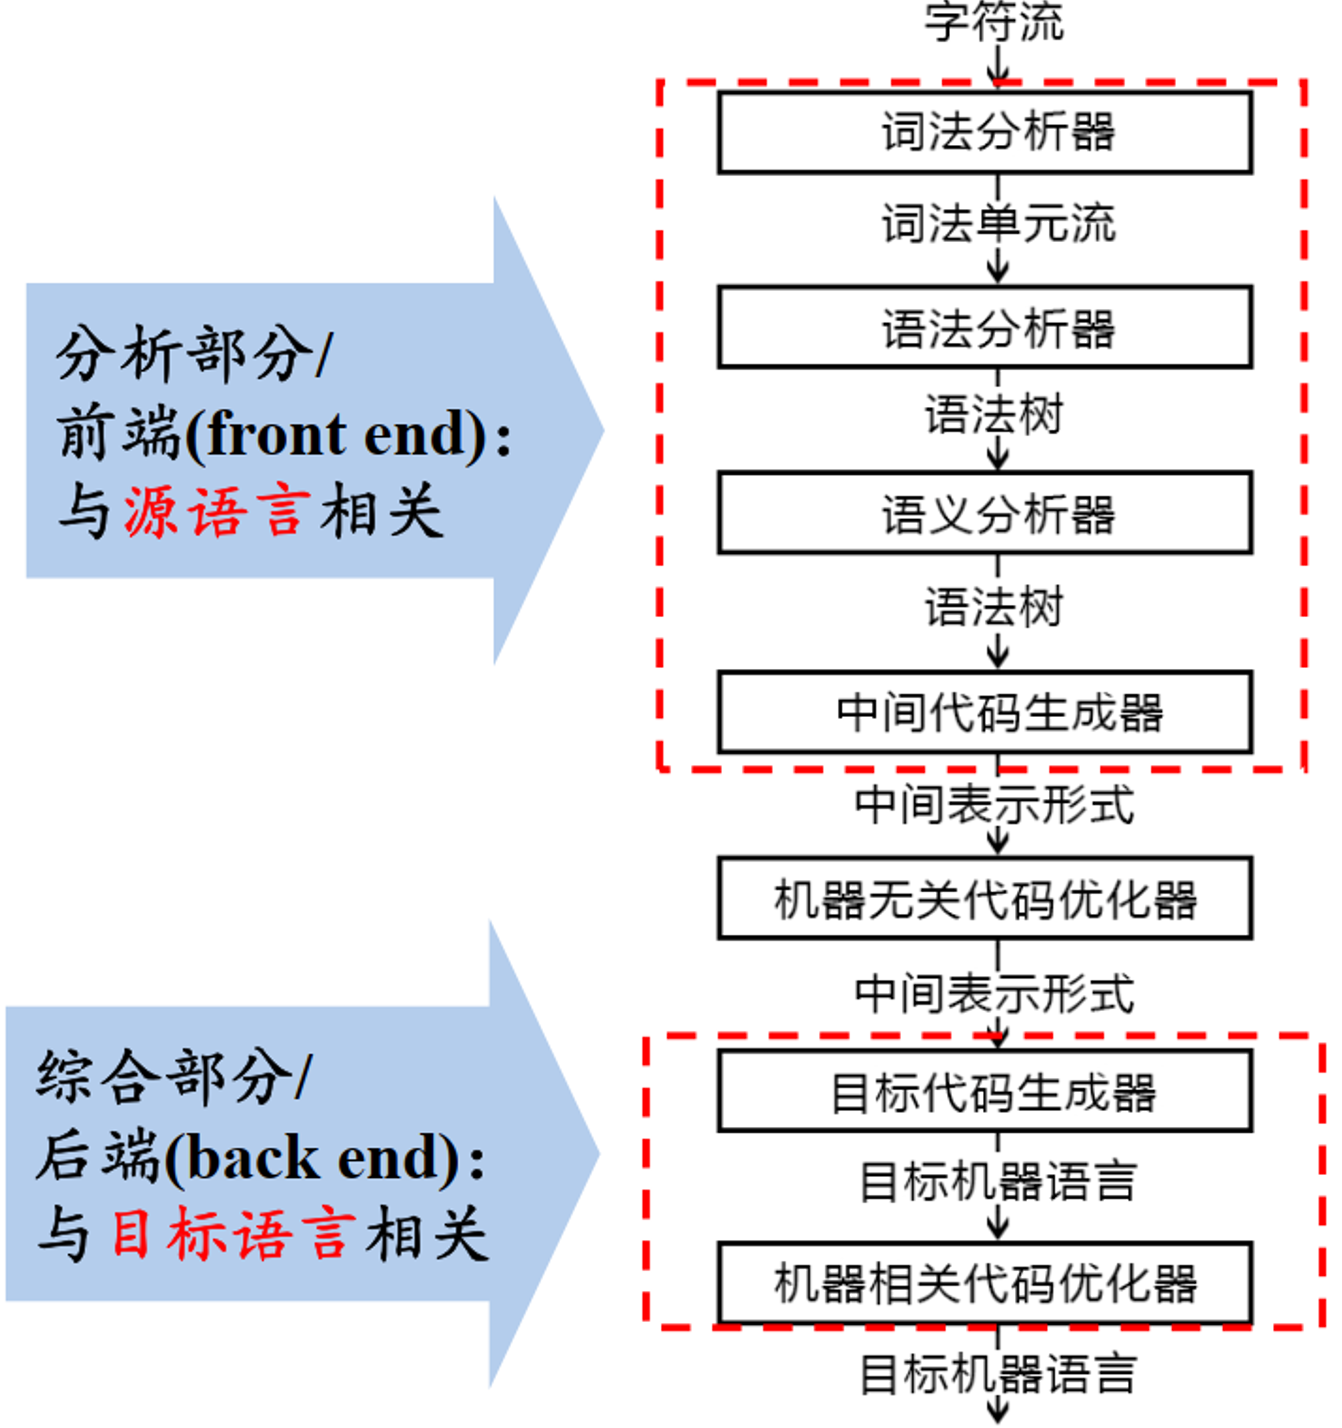 字符流
词法分析器
词法单元流
语法分析器
语法树
语义分析器
语法树
中间代码生成器
中间表示形式
机器无关代码优化器
中间表示形式
目标代码生成器
目标机器语言
机器相关代码优化器
目标机器语言
分析部分/
前端(front end)：
与源语言相关
综合部分/
后端(back end)：
与目标语言相关